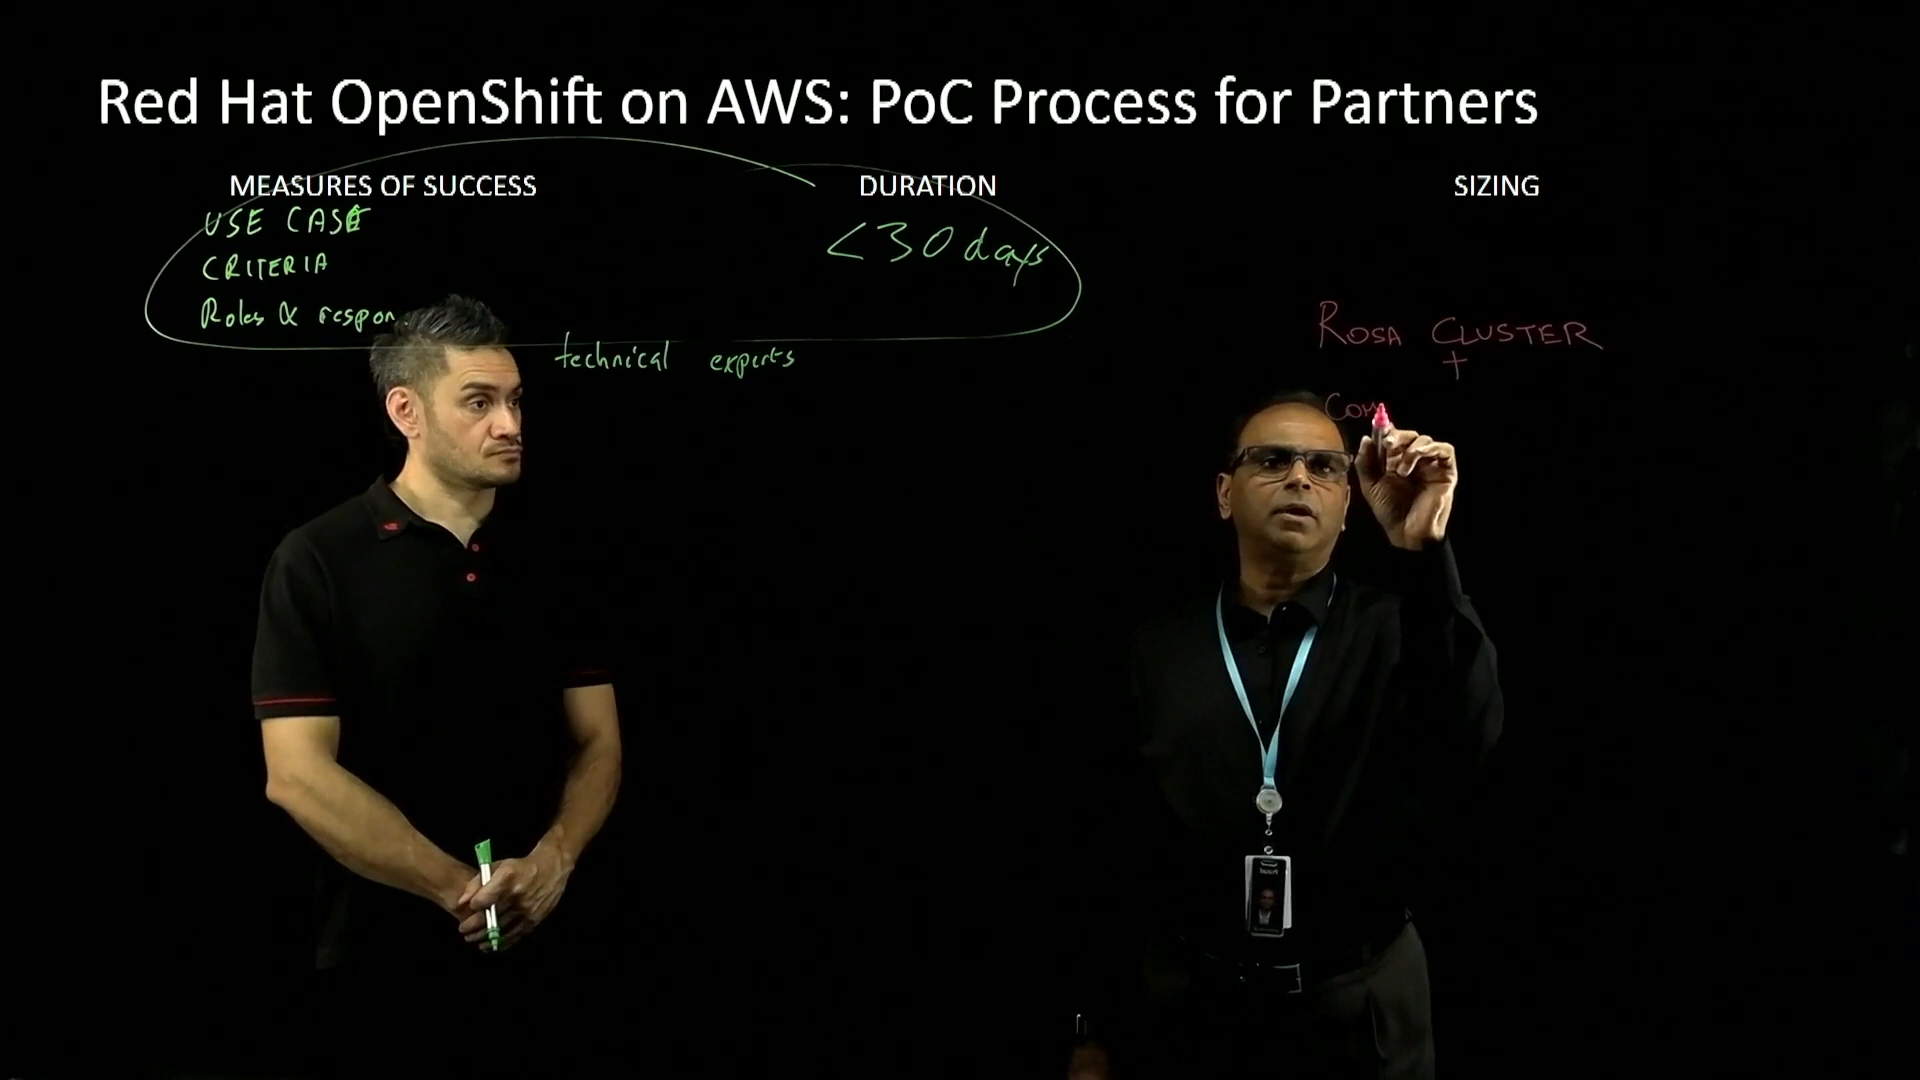 Red Hat OpenShift on AWS: PoC Process for Partners
MEASURES OF SUCCESS
USE CASE
CRITERIA
Roles & respon
technical experts
DURATION
<30 days
SIZING
ROSA CLUSTER
+
COM